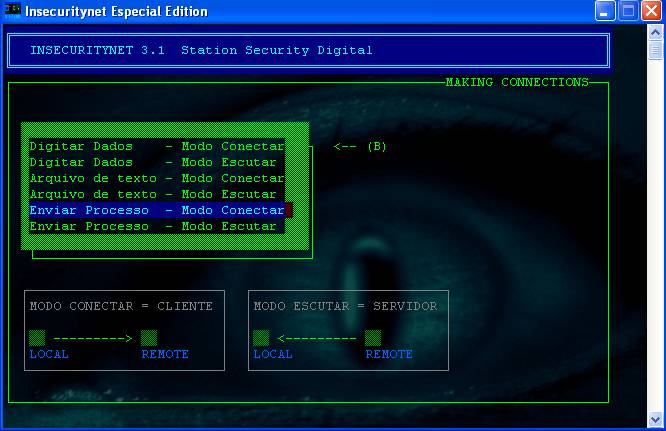 Insecuritynet Especial Edition
INSECURITYNET 3.1 Station Security Digital
MAKING CONNECTIONS
Digitar Dados - Modo Conectar <-- (B)
Digitar Dados - Modo Escutar
Arquivo de texto - Modo Conectar
Arquivo de texto - Modo Escutar
Enviar Processo - Modo Conectar
Enviar Processo - Modo Escutar
MODO CONECTAR = CLIENTE
---------->
LOCAL REMOTE
MODO ESCUTAR = SERVIDOR
<---------
LOCAL REMOTE